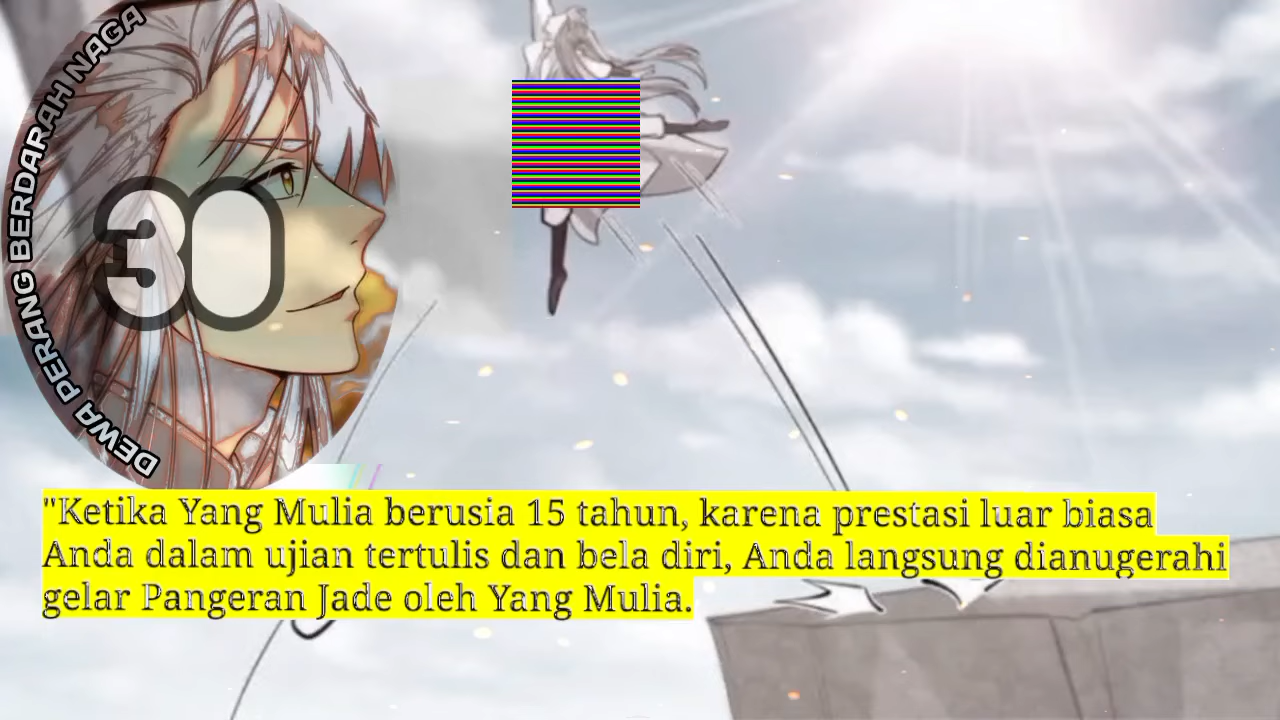 DEWA PERANG BERDARAH NAGA
30
"Ketika Yang Mulia berusia 15 tahun, karena prestasi luar biasa
Anda dalam ujian tertulis dan bela diri, Anda langsung dianugerahi
gelar Pangeran Jade oleh Yang Mulia.